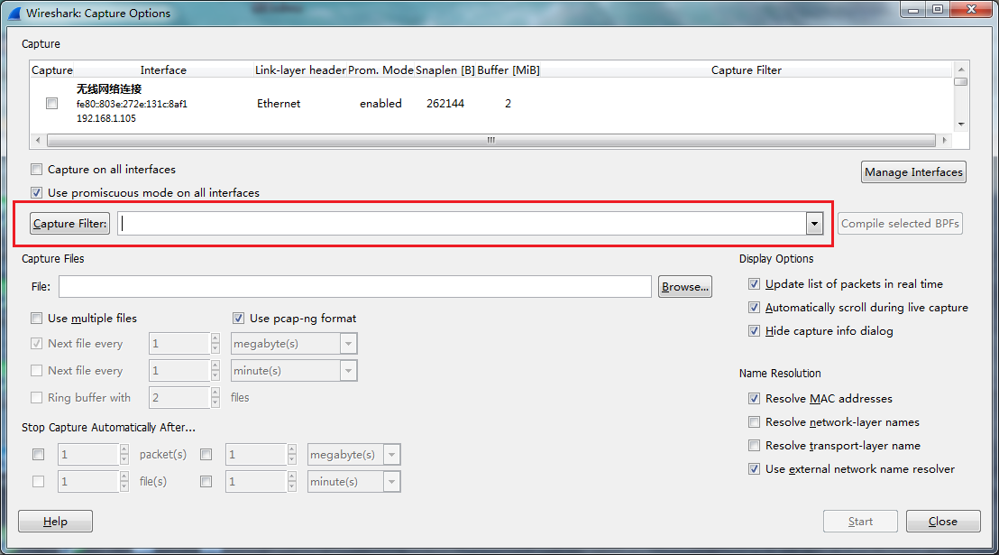 Wireshark: Capture Options
Capture
Capture Interface Link-layer header Prom. Mode Snaplen [B] Buffer [MiB] Capture Filter
无线网络连接
fe80::803e:272e:131c:8af1
192.168.1.105
Ethernet enabled 262144 2
Capture on all interfaces
Manage Interfaces
Use promiscuous mode on all interfaces
Capture Filter:
Compile selected BPFs
Capture Files
File:
Browse...
Use multiple files
Use pcap-ng format
Next file every 1 megabyte(s)
Next file every 1 minute(s)
Ring buffer with 2 files
Stop Capture Automatically After...
1 packet(s) 1 megabyte(s)
1 file(s) 1 minute(s)
Display Options
Update list of packets in real time
Automatically scroll during live capture
Hide capture info dialog
Name Resolution
Resolve MAC addresses
Resolve network-layer names
Resolve transport-layer name
Use external network name resolver
Help
Start
Close